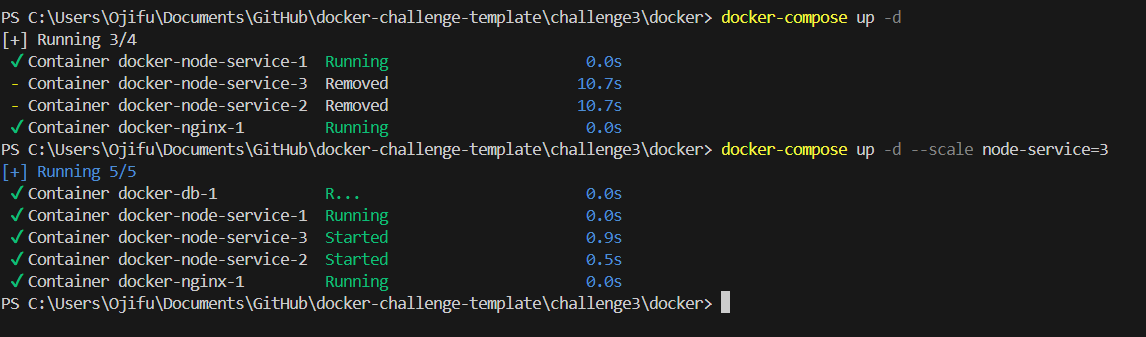 PS C:\Users\Ojifu\Documents\GitHub\docker-challenge-template\challenge3\docker> docker-compose up -d
[+] Running 3/4
✓ Container docker-node-service-1  Running  0.0s
- Container docker-node-service-3  Removed  10.7s
- Container docker-node-service-2  Removed  10.7s
✓ Container docker-nginx-1  Running  0.0s
PS C:\Users\Ojifu\Documents\GitHub\docker-challenge-template\challenge3\docker> docker-compose up -d --scale node-service=3
[+] Running 5/5
✓ Container docker-db-1  R...  0.0s
✓ Container docker-node-service-1  Running  0.0s
✓ Container docker-node-service-3  Started  0.9s
✓ Container docker-node-service-2  Started  0.5s
✓ Container docker-nginx-1  Running  0.0s
PS C:\Users\Ojifu\Documents\GitHub\docker-challenge-template\challenge3\docker>